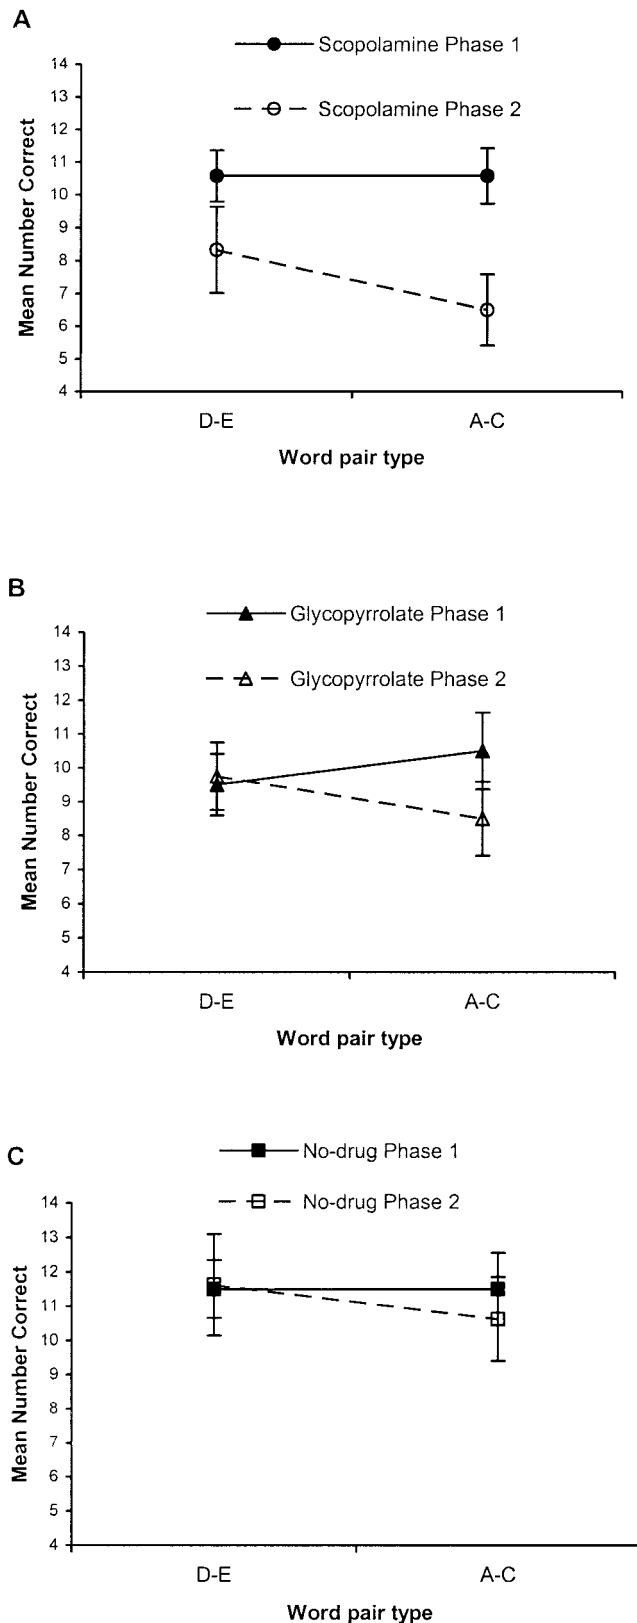 A
Scopolamine Phase 1
Scopolamine Phase 2
14
13
12
11
10
9
8
7
6
5
4
Mean Number Correct
D-E
A-C
Word pair type
B
Glycopyrrolate Phase 1
Glycopyrrolate Phase 2
14
13
12
11
10
9
8
7
6
5
4
Mean Number Correct
D-E
A-C
Word pair type
C
No-drug Phase 1
No-drug Phase 2
14
13
12
11
10
9
8
7
6
5
4
Mean Number Correct
D-E
A-C
Word pair type